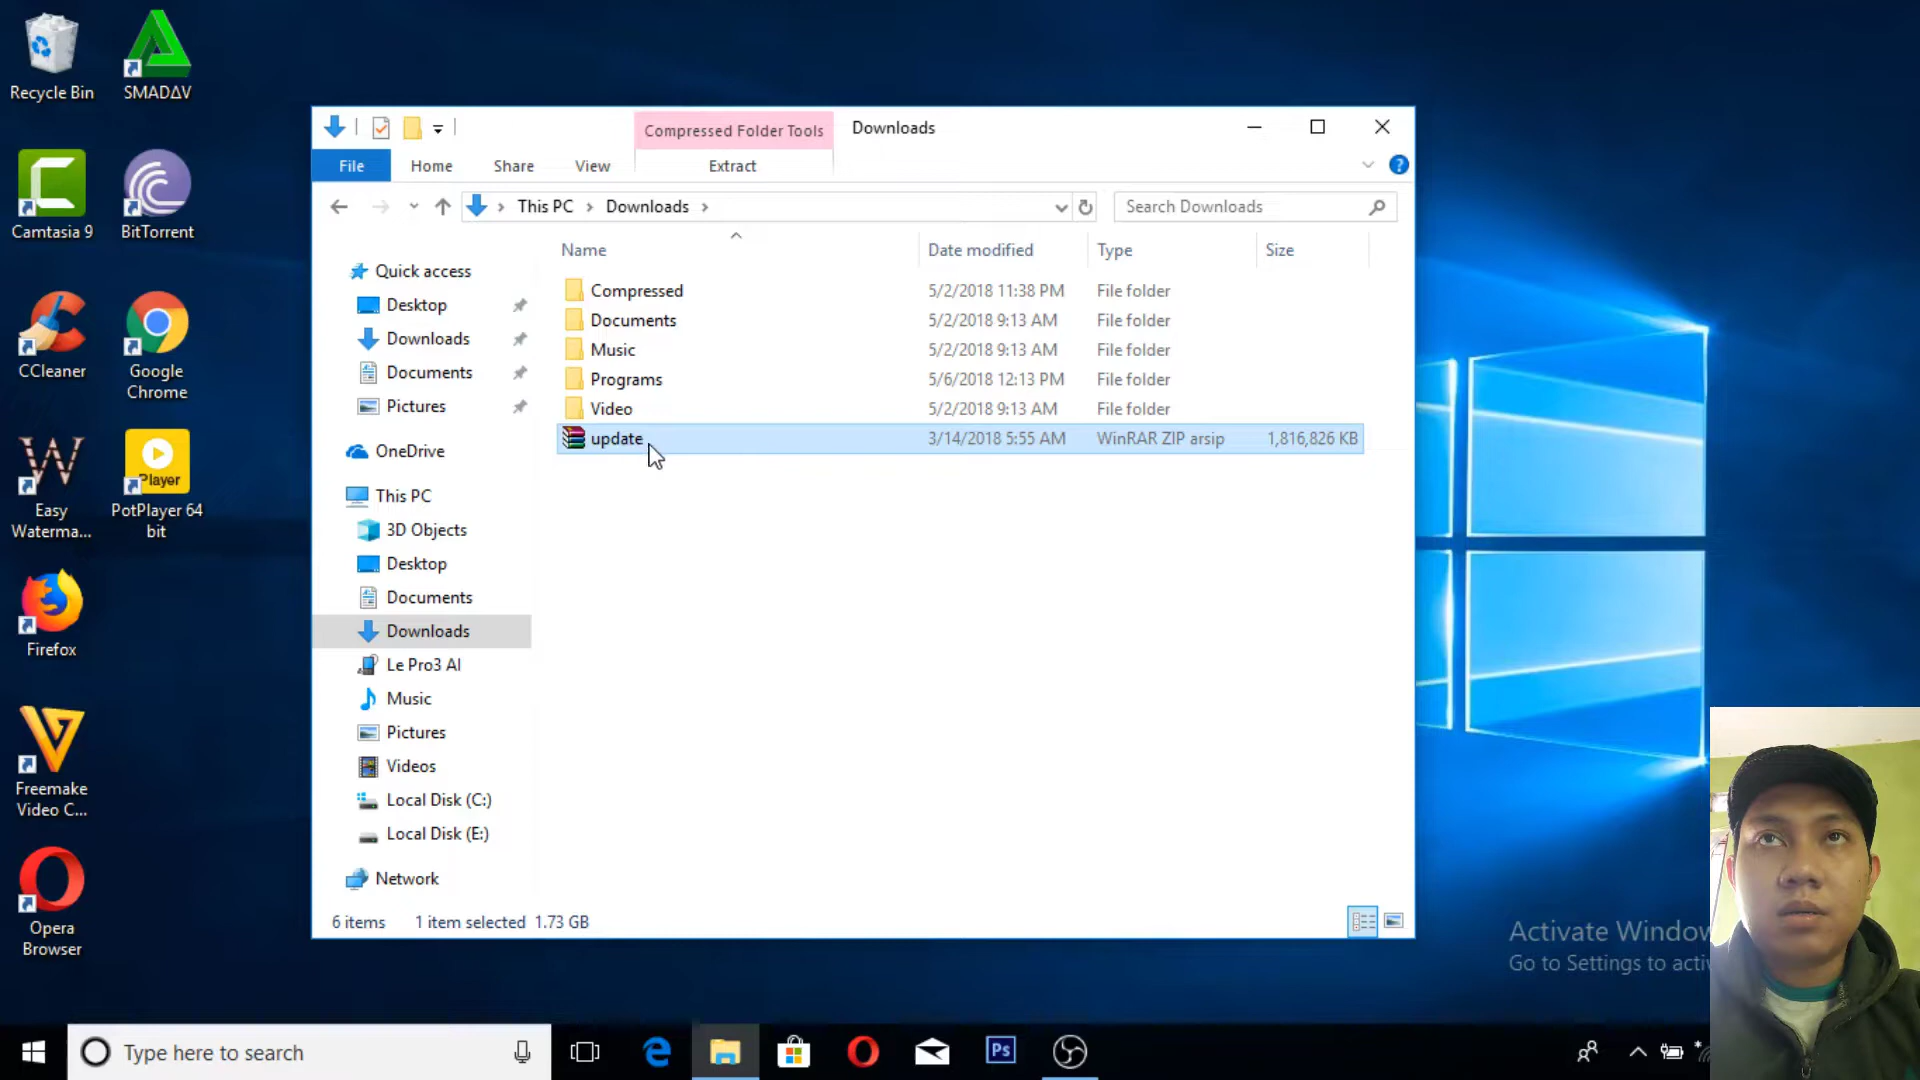 Recycle Bin
SMADΔV
Camtasia 9
BitTorrent
CCleaner
Google
Chrome
Easy
Waterma...
Player
PotPlayer 64
bit
Firefox
Freemake
Video C...
Opera
Browser
Compressed Folder Tools
Downloads
File
Home
Share
View
Extract
This PC
Downloads
Search Downloads
Name
Date modified
Type
Size
Compressed 5/2/2018 11:38 PM File folder
Documents 5/2/2018 9:13 AM File folder
Music 5/2/2018 9:13 AM File folder
Programs 5/6/2018 12:13 PM File folder
Video 5/2/2018 9:13 AM File folder
update 3/14/2018 5:55 AM WinRAR ZIP arsip 1,816,826 KB
Quick access
Desktop
Downloads
Documents
Pictures
OneDrive
This PC
3D Objects
Desktop
Documents
Downloads
Le Pro3 AI
Music
Pictures
Videos
Local Disk (C:)
Local Disk (E:)
Network
6 items 1 item selected 1.73 GB
Activate Window
Go to Settings to acti
Type here to search
Ps